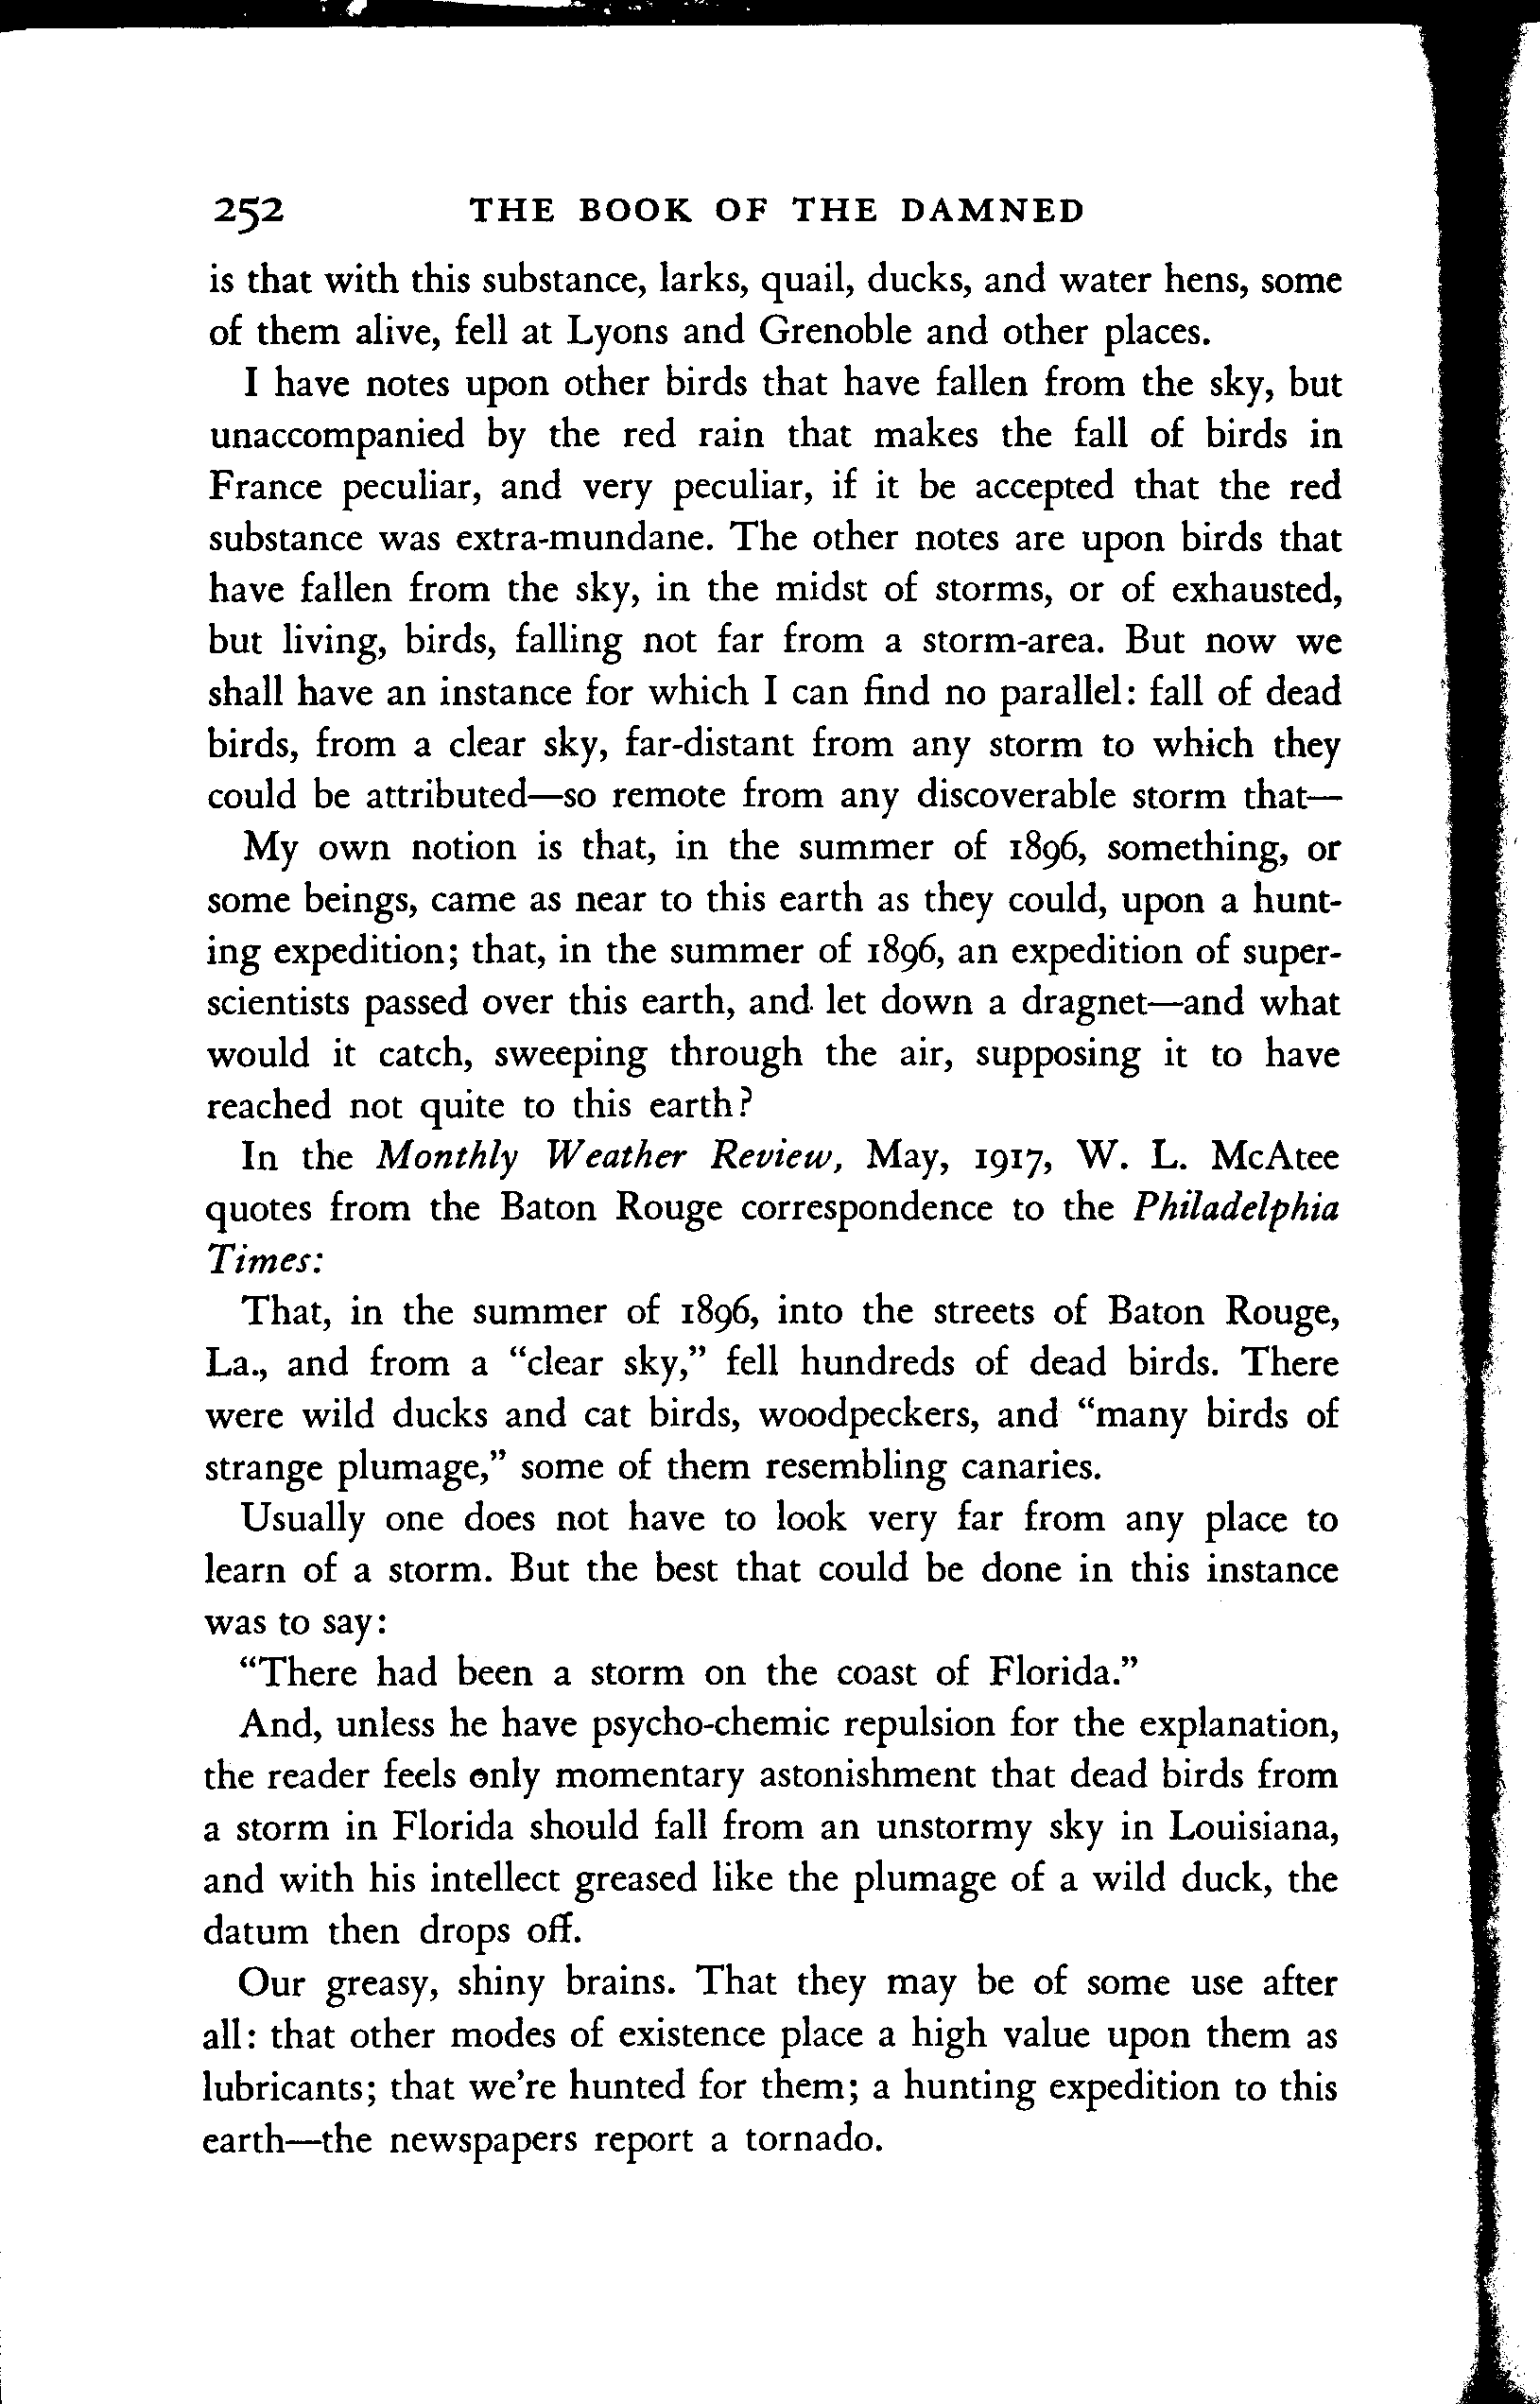 252 THE BOOK OF THE DAMNED
is that with this substance, larks, quail, ducks, and water hens, some
of them alive, fell at Lyons and Grenoble and other places.
I have notes upon other birds that have fallen from the sky, but
unaccompanied by the red rain that makes the fall of birds in
France peculiar, and very peculiar, if it be accepted that the red
substance was extra-mundane. The other notes are upon birds that
have fallen from the sky, in the midst of storms, or of exhausted,
but living, birds, falling not far from a storm-area. But now we
shall have an instance for which I can find no parallel: fall of dead
birds, from a clear sky, far-distant from any storm to which they
could be attributed—so remote from any discoverable storm that—
My own notion is that, in the summer of 1896, something, or
some beings, came as near to this earth as they could, upon a hunt-
ing expedition; that, in the summer of 1896, an expedition of super-
scientists passed over this earth, and let down a dragnet—and what
would it catch, sweeping through the air, supposing it to have
reached not quite to this earth?
In the Monthly Weather Review, May, 1917, W. L. McAtee
quotes from the Baton Rouge correspondence to the Philadelphia
Times:
That, in the summer of 1896, into the streets of Baton Rouge,
La., and from a "clear sky," fell hundreds of dead birds. There
were wild ducks and cat birds, woodpeckers, and "many birds of
strange plumage," some of them resembling canaries.
Usually one does not have to look very far from any place to
learn of a storm. But the best that could be done in this instance
was to say:
"There had been a storm on the coast of Florida."
And, unless he have psycho-chemic repulsion for the explanation,
the reader feels only momentary astonishment that dead birds from
a storm in Florida should fall from an unstormy sky in Louisiana,
and with his intellect greased like the plumage of a wild duck, the
datum then drops off.
Our greasy, shiny brains. That they may be of some use after
all: that other modes of existence place a high value upon them as
lubricants; that we're hunted for them; a hunting expedition to this
earth—the newspapers report a tornado.